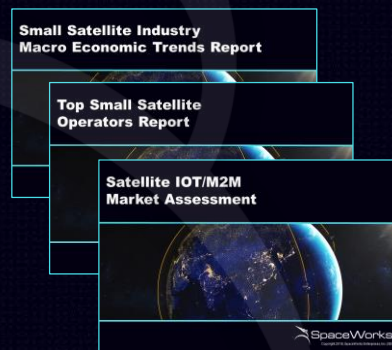 Small Satellite Industry
Macro Economic Trends Report
Top Small Satellite
Operators Report
Satellite IOT/M2M
Market Assessment
SpaceWorks